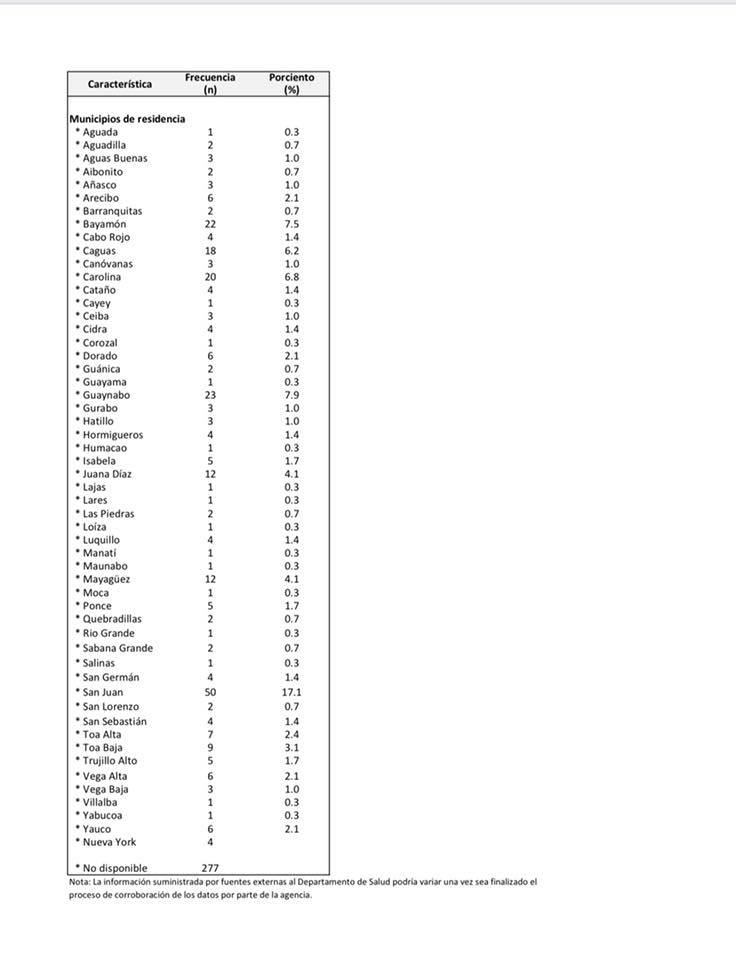 Característica Frecuencia (n) Porciento (%)
Municipios de residencia
* Aguada 1 0.3
* Aguadilla 2 0.7
* Aguas Buenas 3 1.0
* Aibonito 2 0.7
* Añasco 3 1.0
* Arecibo 6 2.1
* Barranquitas 2 0.7
* Bayamón 22 7.5
* Cabo Rojo 4 1.4
* Caguas 18 6.2
* Canóvanas 3 1.0
* Carolina 20 6.8
* Cataño 4 1.4
* Cayey 1 0.3
* Ceiba 3 1.0
* Cidra 4 1.4
* Corozal 1 0.3
* Dorado 6 2.1
* Guánica 2 0.7
* Guayama 1 0.3
* Guaynabo 23 7.9
* Gurabo 3 1.0
* Hatillo 3 1.0
* Hormigueros 4 1.4
* Humacao 1 0.3
* Isabela 5 1.7
* Juana Díaz 12 4.1
* Lajas 1 0.3
* Lares 1 0.3
* Las Piedras 2 0.7
* Loíza 1 0.3
* Luquillo 4 1.4
* Manatí 1 0.3
* Maunabo 1 0.3
* Mayagüez 12 4.1
* Moca 1 0.3
* Ponce 5 1.7
* Quebradillas 2 0.7
* Rio Grande 1 0.3
* Sabana Grande 2 0.7
* Salinas 1 0.3
* San Germán 4 1.4
* San Juan 50 17.1
* San Lorenzo 2 0.7
* San Sebastián 4 1.4
* Toa Alta 7 2.4
* Toa Baja 9 3.1
* Trujillo Alto 5 1.7
* Vega Alta 6 2.1
* Vega Baja 3 1.0
* Villalba 1 0.3
* Yabucoa 1 0.3
* Yauco 6 2.1
* Nueva York 4
* No disponible 277
Nota: La información suministrada por fuentes externas al Departamento de Salud podría variar una vez sea finalizado el
proceso de corroboración de los datos por parte de la agencia.